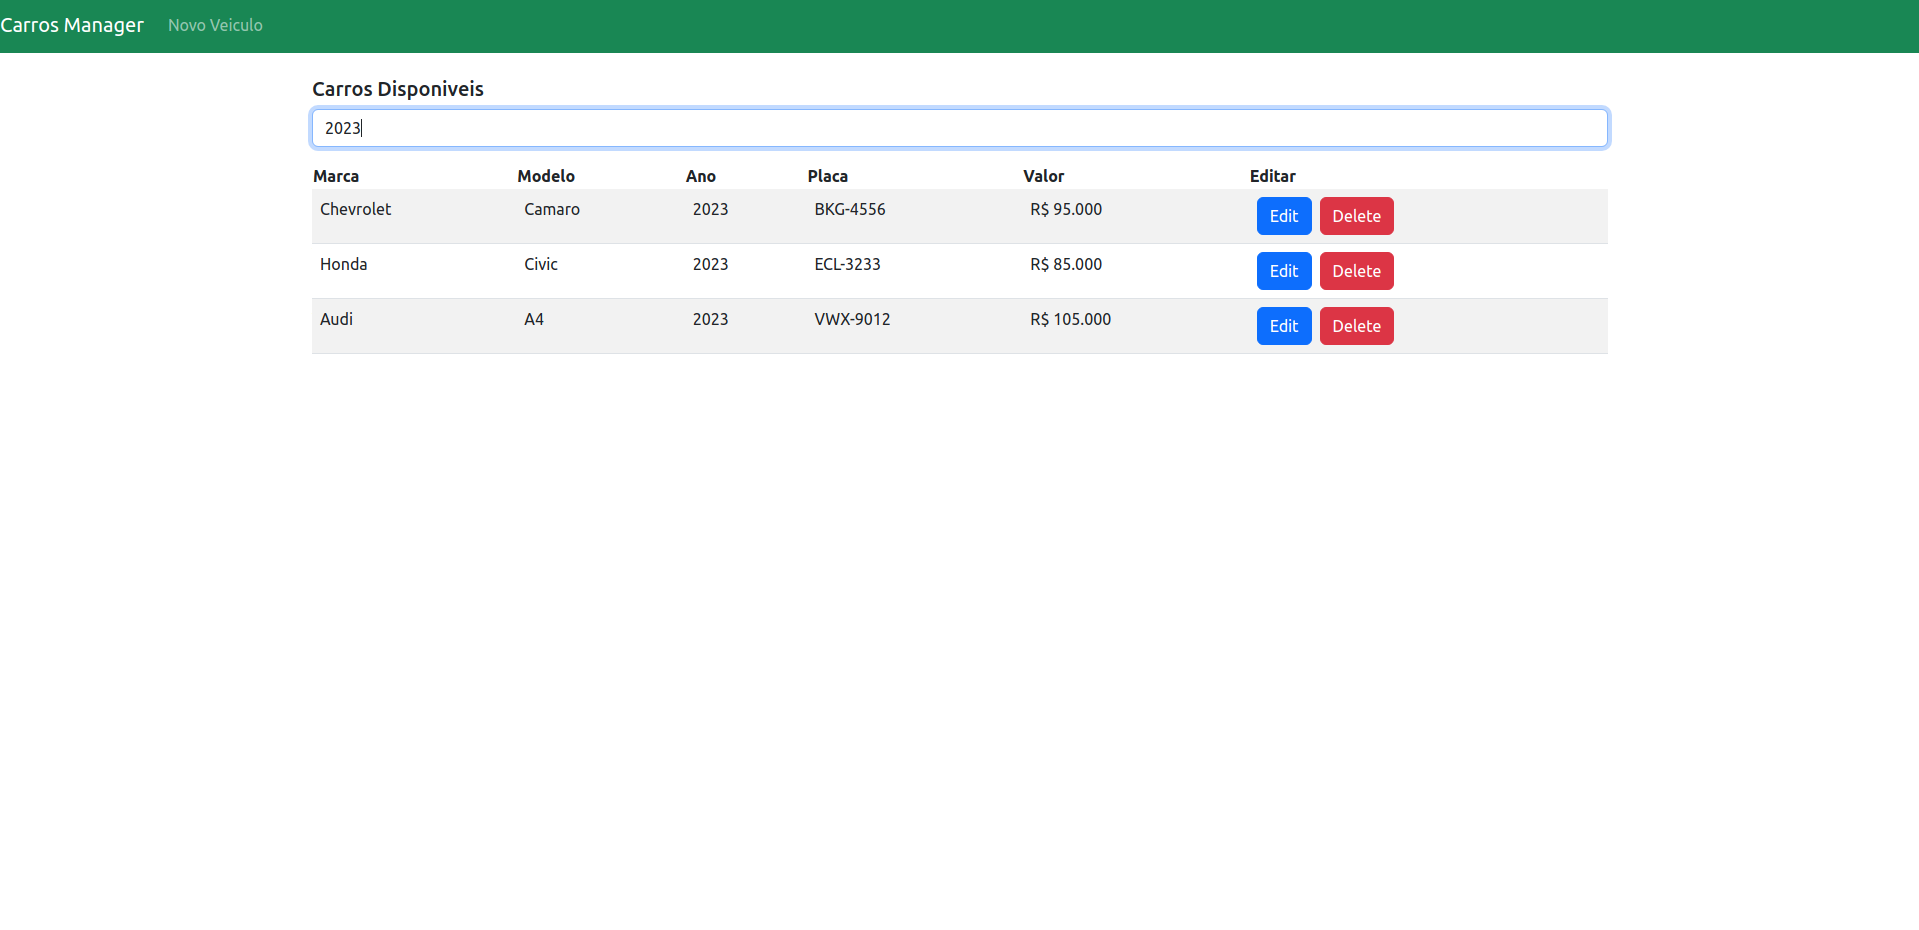 Carros Manager Novo Veiculo
Carros Disponiveis
2023
Marca Modelo Ano Placa Valor Editar
Chevrolet Camaro 2023 BKG-4556 R$ 95.000 Edit Delete
Honda Civic 2023 ECL-3233 R$ 85.000 Edit Delete
Audi A4 2023 VWX-9012 R$ 105.000 Edit Delete